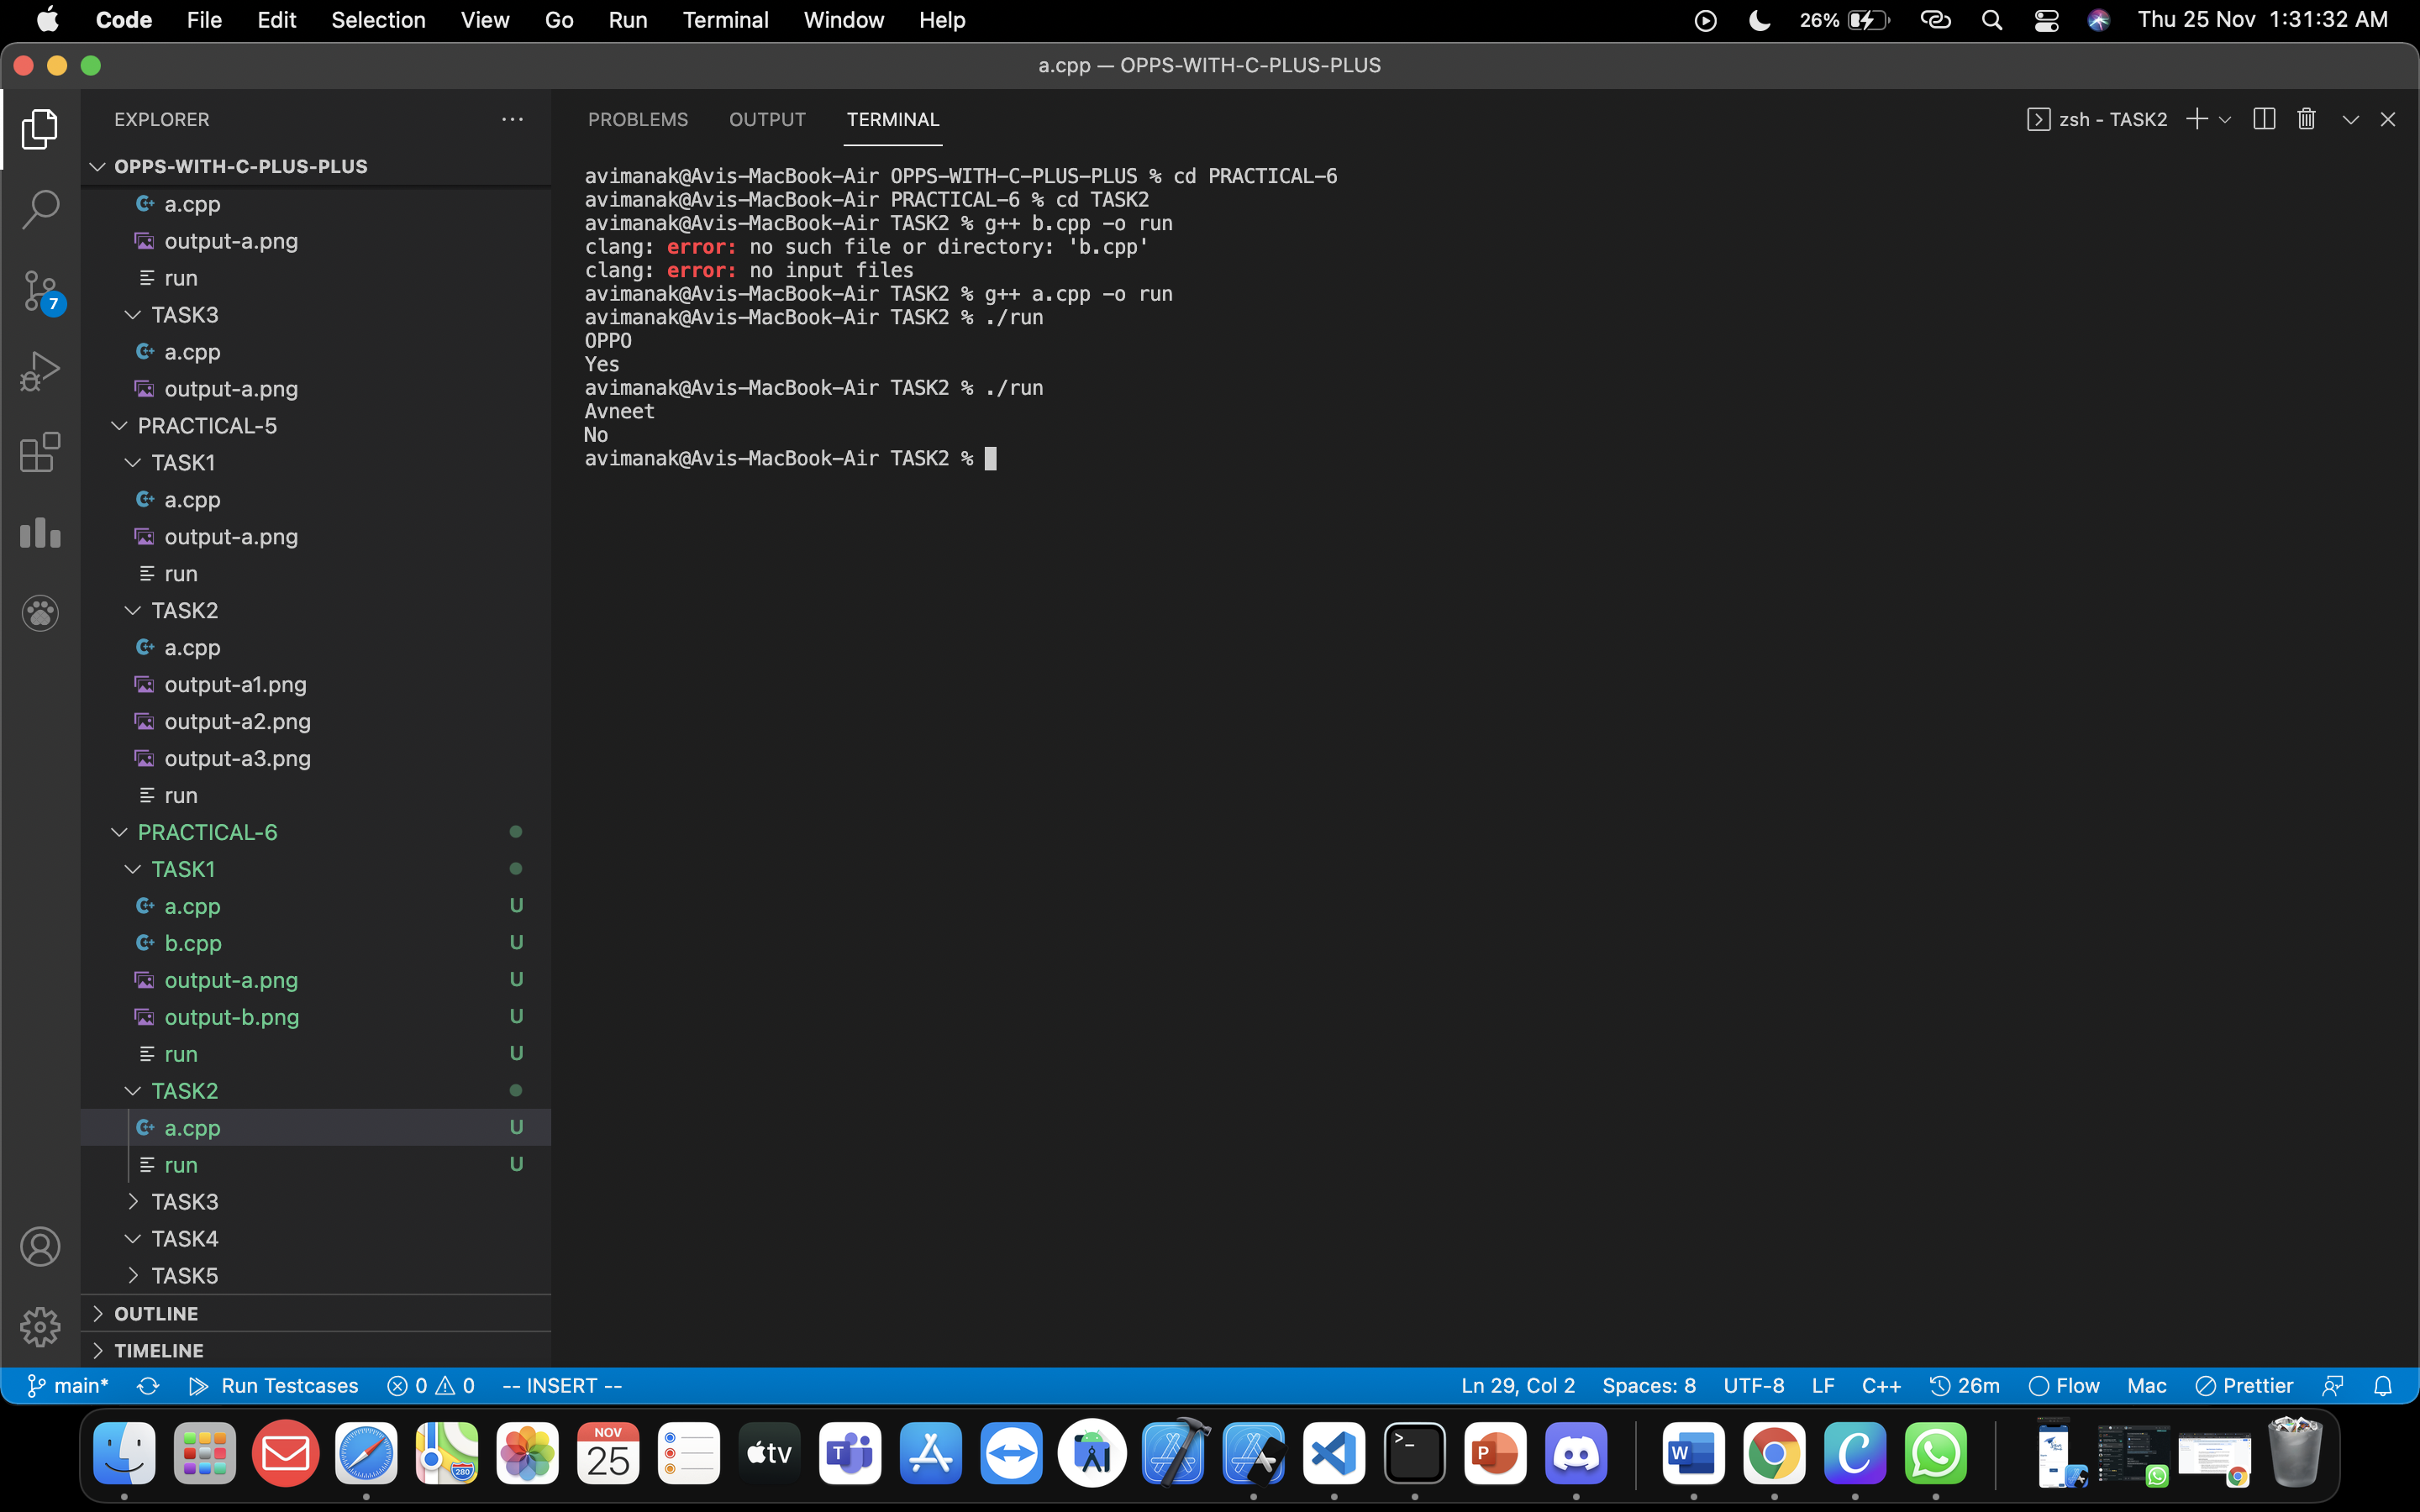 Code File Edit Selection View Go Run Terminal Window Help 26% Thu 25 Nov 1:31:32 AM
a.cpp — OPPS-WITH-C-PLUS-PLUS
EXPLORER
OPPS-WITH-C-PLUS-PLUS
a.cpp
output-a.png
run
TASK3
a.cpp
output-a.png
PRACTICAL-5
TASK1
a.cpp
output-a.png
run
TASK2
a.cpp
output-a1.png
output-a2.png
output-a3.png
run
PRACTICAL-6
TASK1
a.cpp U
b.cpp U
output-a.png U
output-b.png U
run U
TASK2
a.cpp U
run U
TASK3
TASK4
TASK5
OUTLINE
TIMELINE
7
PROBLEMS OUTPUT TERMINAL zsh - TASK2
avimanak@Avis-MacBook-Air OPPS-WITH-C-PLUS-PLUS % cd PRACTICAL-6
avimanak@Avis-MacBook-Air PRACTICAL-6 % cd TASK2
avimanak@Avis-MacBook-Air TASK2 % g++ b.cpp -o run
clang: error: no such file or directory: 'b.cpp'
clang: error: no input files
avimanak@Avis-MacBook-Air TASK2 % g++ a.cpp -o run
avimanak@Avis-MacBook-Air TASK2 % ./run
OPPO
Yes
avimanak@Avis-MacBook-Air TASK2 % ./run
Avneet
No
avimanak@Avis-MacBook-Air TASK2 %
main* Run Testcases 0 0 -- INSERT -- Ln 29, Col 2 Spaces: 8 UTF-8 LF C++ 26m Flow Mac Prettier
280
NOV
25
tv
T
>_
P
W
C